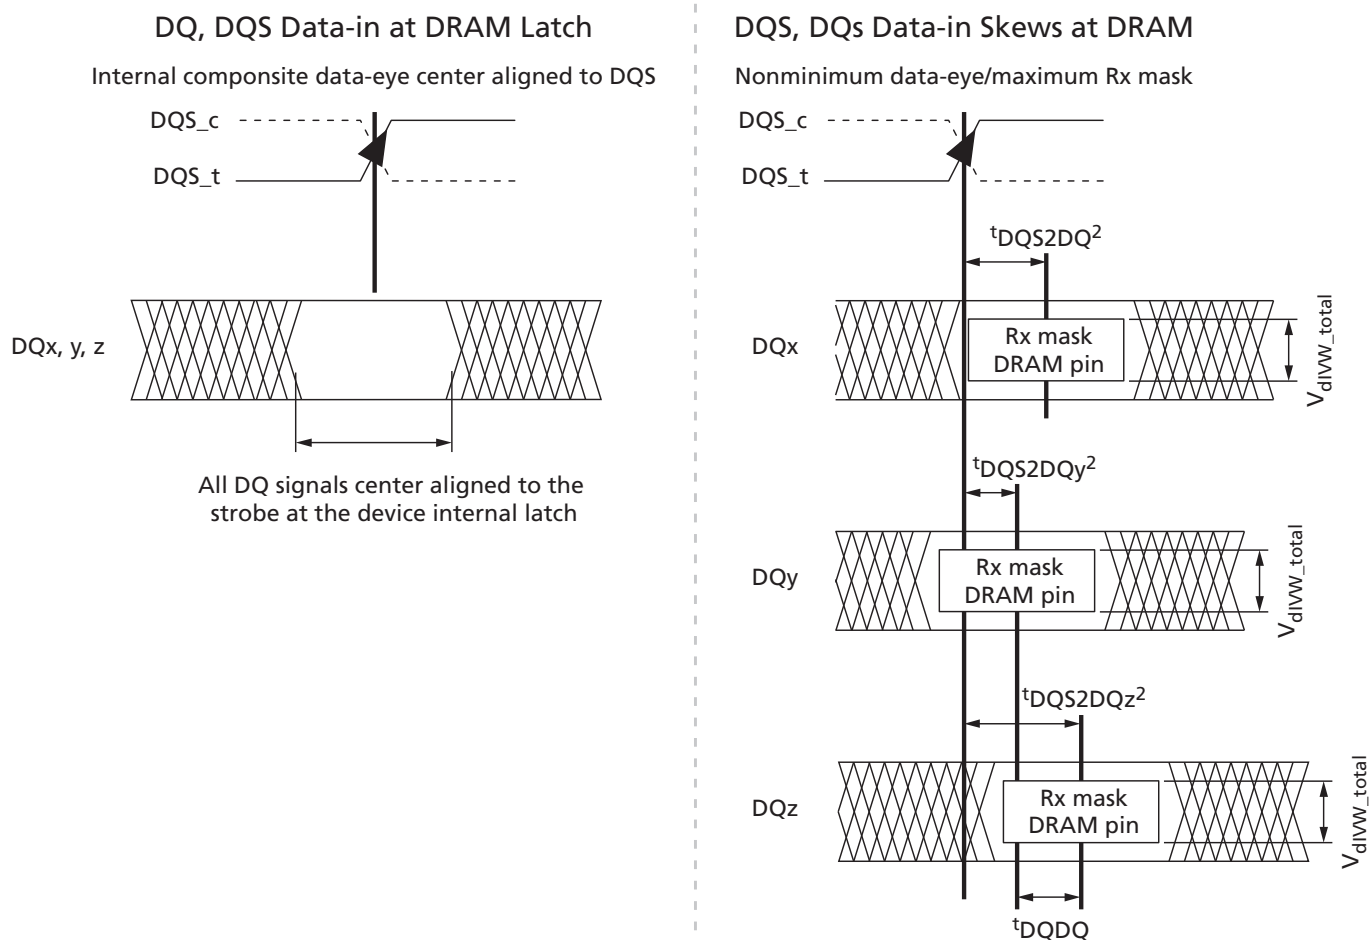 DQ, DQS Data-in at DRAM Latch
Internal componsite data-eye center aligned to DQS
DQS_c
DQS_t
DQx, y, z
All DQ signals center aligned to the
strobe at the device internal latch
DQS, DQs Data-in Skews at DRAM
Nonminimum data-eye/maximum Rx mask
DQS_c
DQS_t
tDQS2DQ2
DQx
Rx mask
DRAM pin
VdIVW_total
tDQS2DQy2
DQy
Rx mask
DRAM pin
VdIVW_total
tDQS2DQz2
DQz
Rx mask
DRAM pin
VdIVW_total
tDQDQ